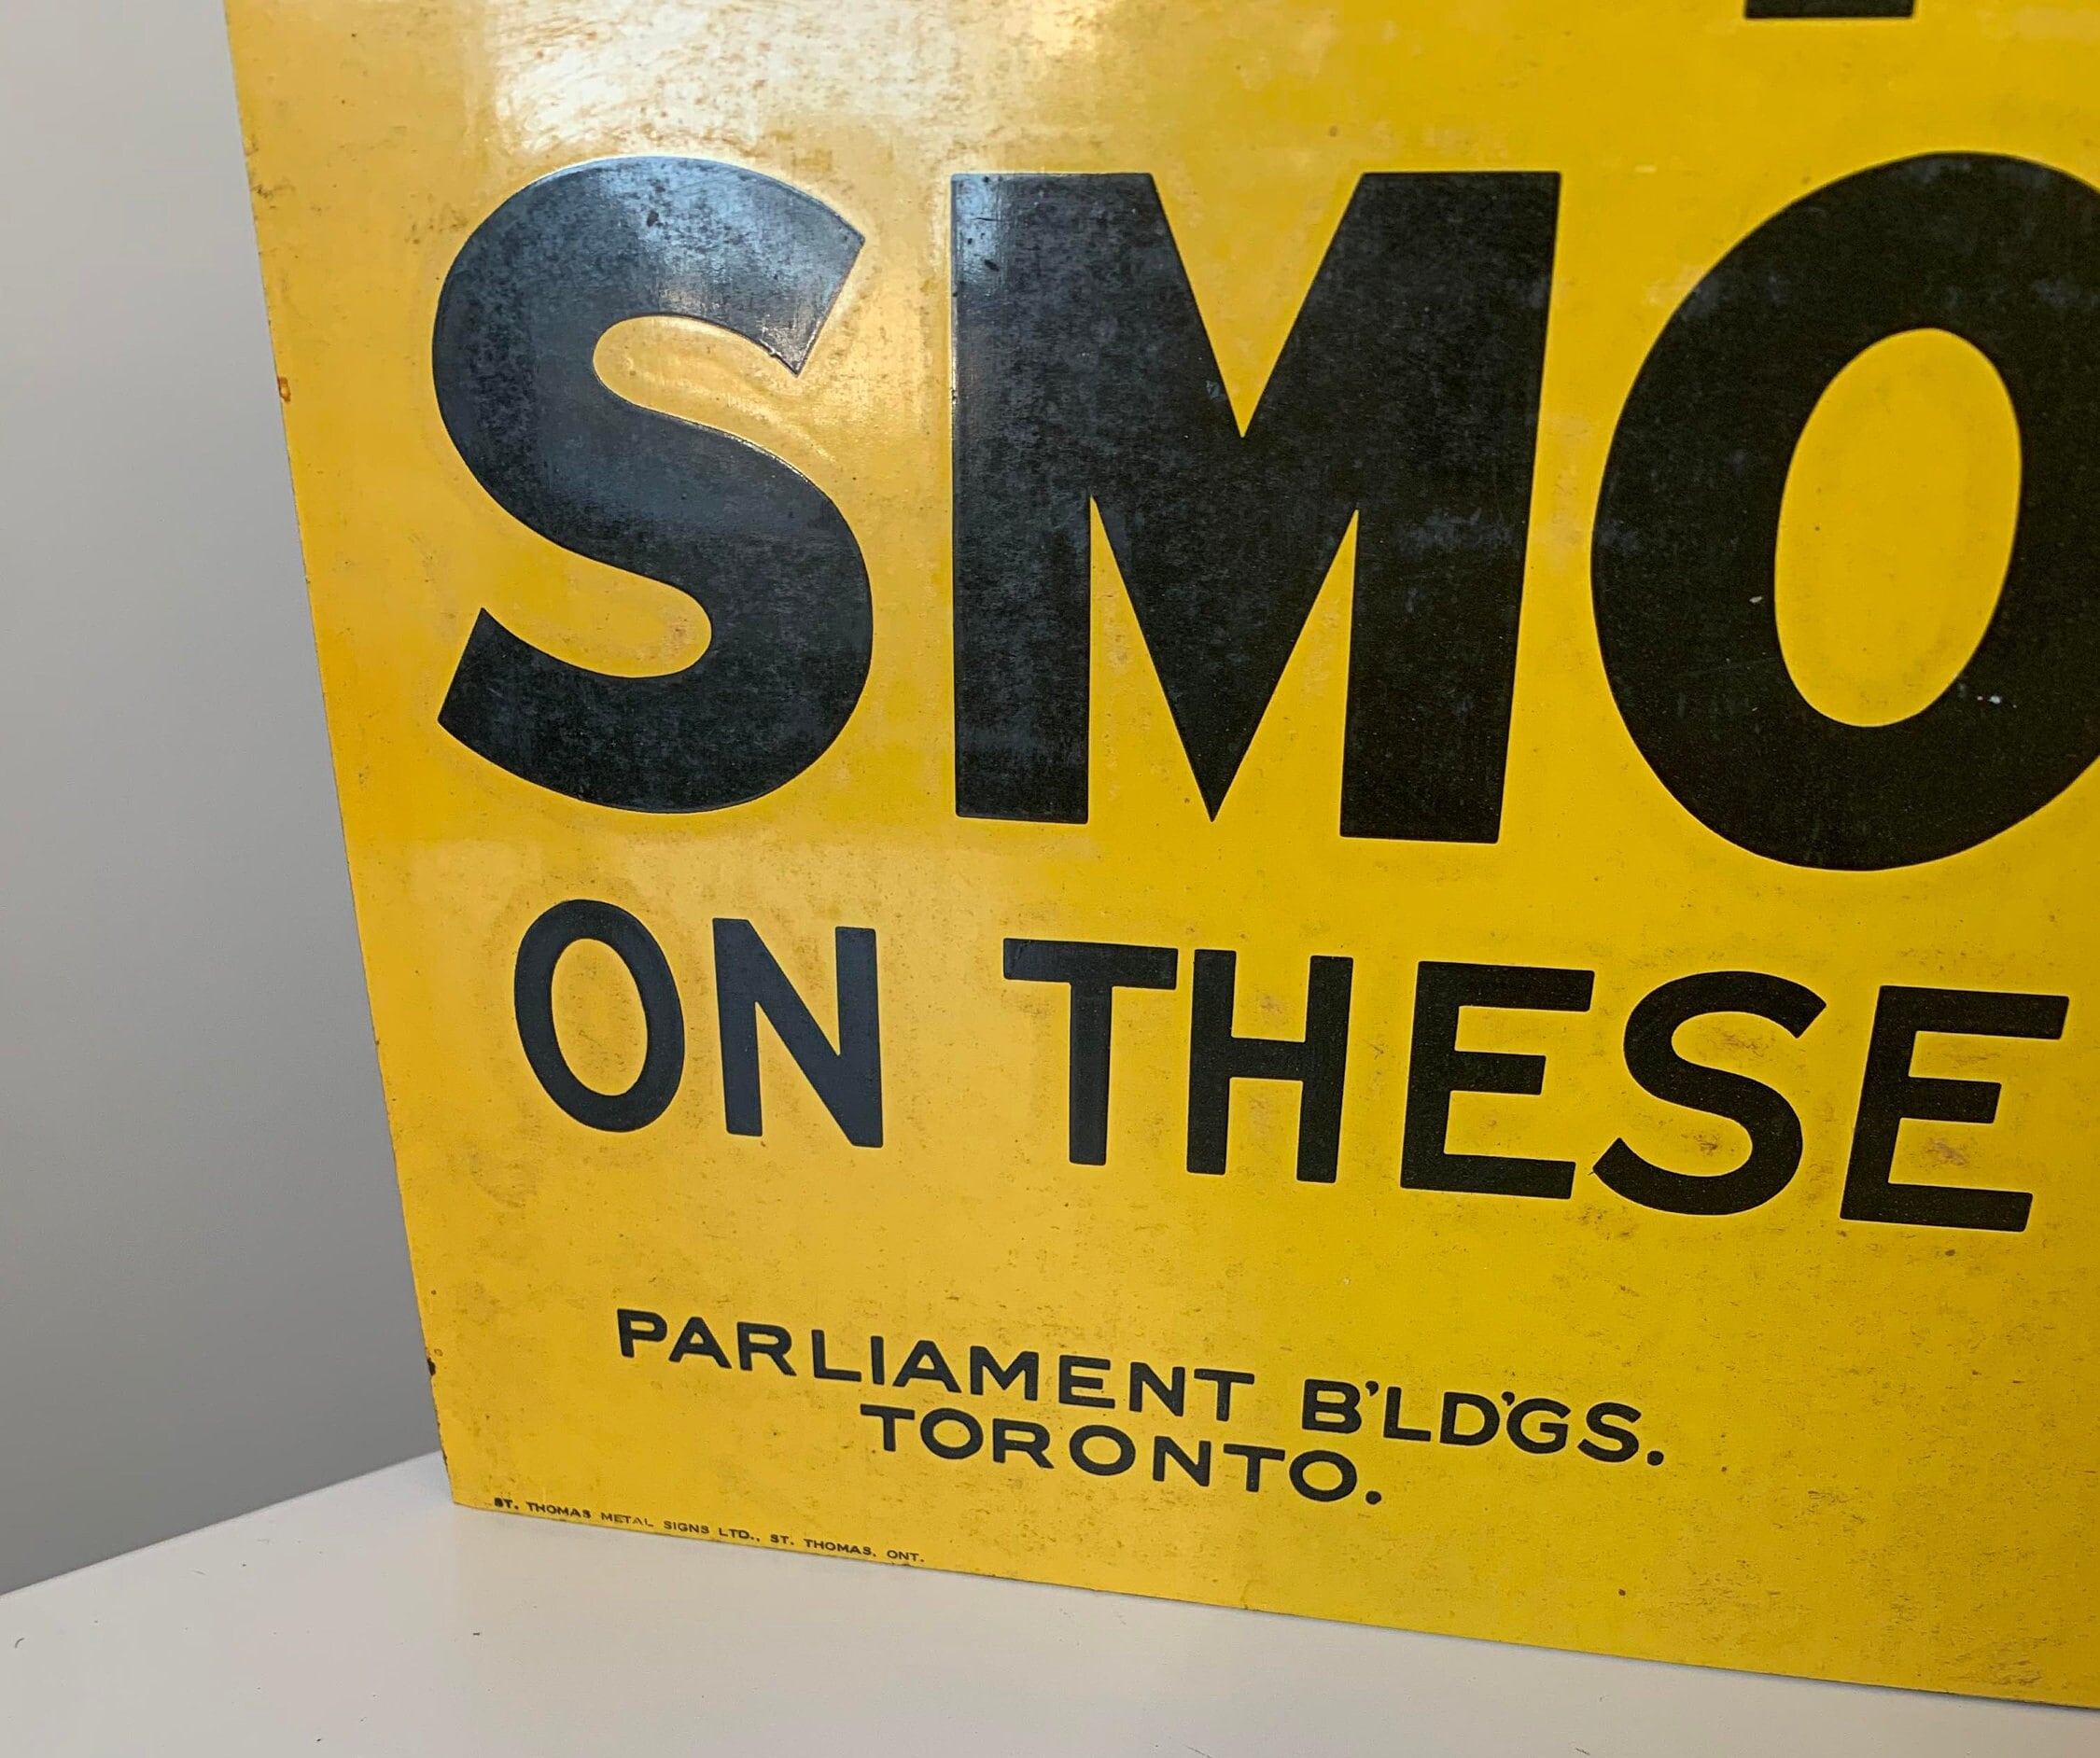 SMO
ON THESE
PARLIAMENT B'LD'GS.
TORONTO.
ST. THOMAS METAL SIGNS LTD., ST. THOMAS, ONT.